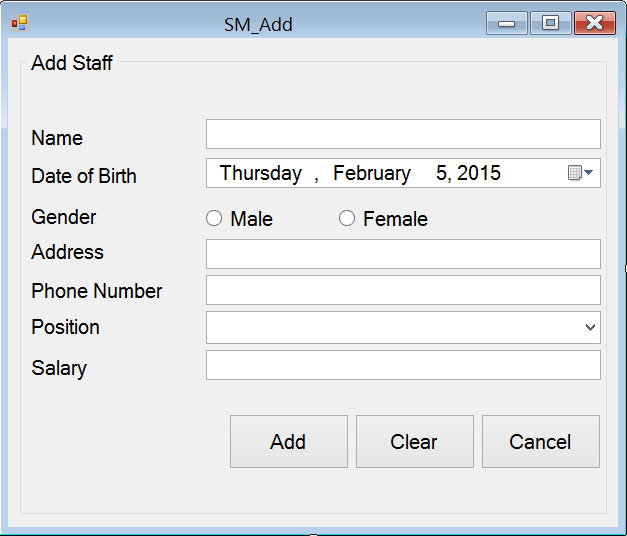 SM_Add
Add Staff
Name
Date of Birth Thursday , February 5, 2015
Gender Male Female
Address
Phone Number
Position
Salary
Add Clear Cancel